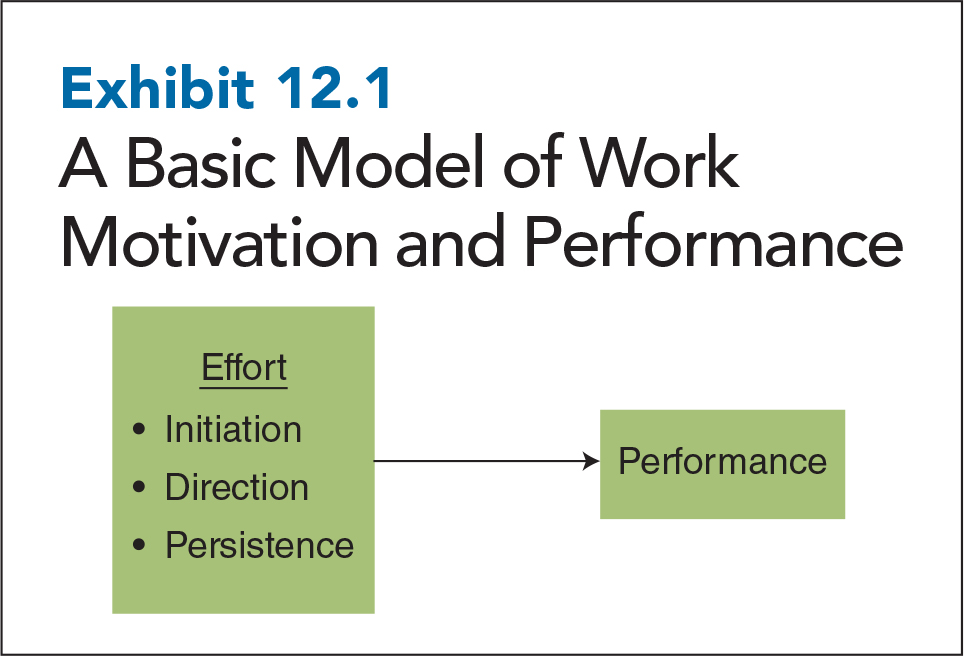 Exhibit 12.1
A Basic Model of Work
Motivation and Performance
Effort
• Initiation
• Direction
• Persistence
Performance